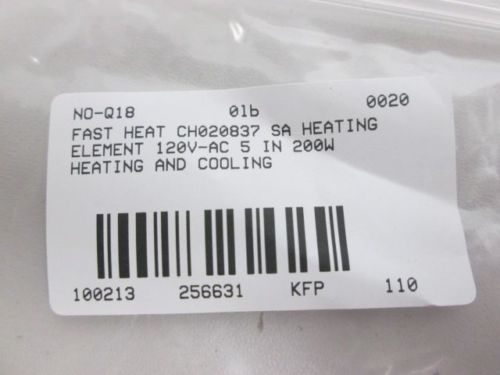 NO-Q18 0lb 0020
FAST HEAT CH020837 SA HEATING
ELEMENT 120V-AC 5 IN 200W
HEATING AND COOLING
100213 256631 KFP 110